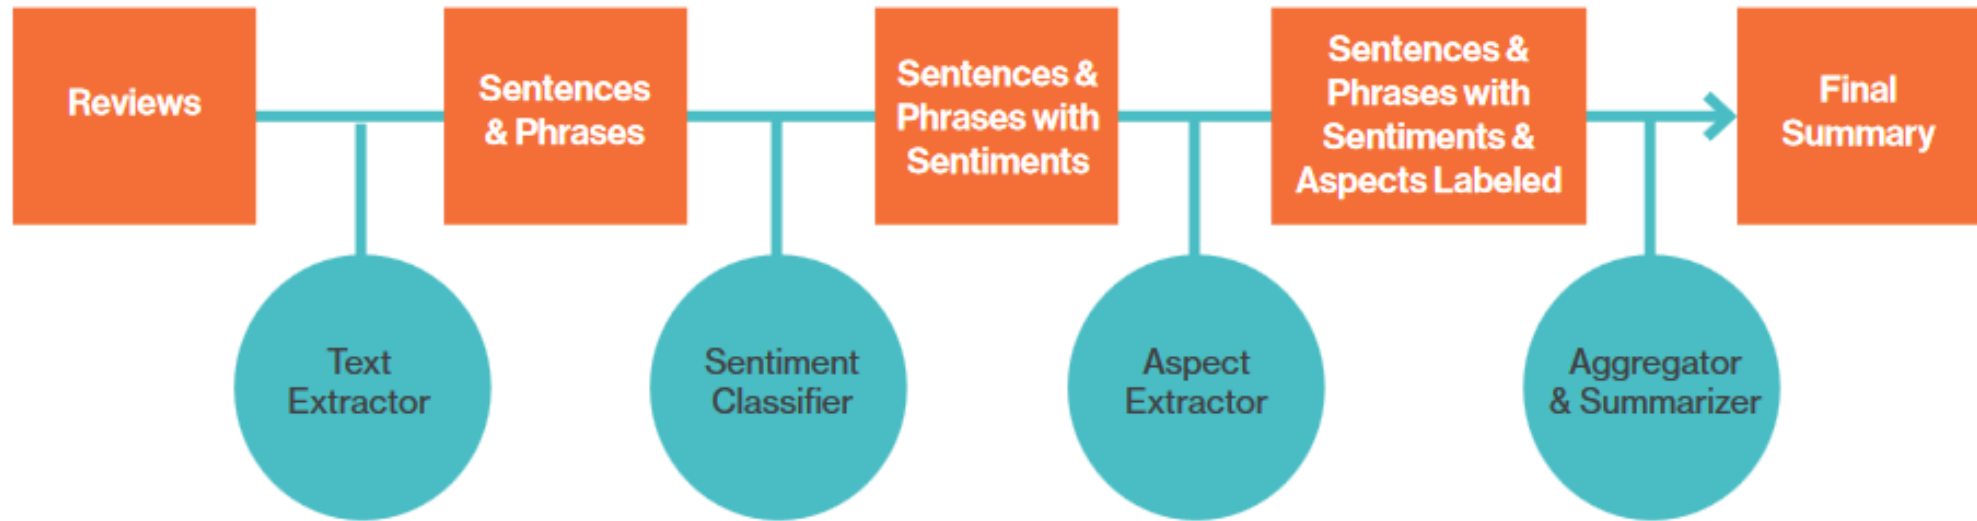 Reviews
Sentences
& Phrases
Sentences &
Phrases with
Sentiments
Sentences &
Phrases with
Sentiments &
Aspects Labeled
Final
Summary
Text
Extractor
Sentiment
Classifier
Aspect
Extractor
Aggregator
& Summarizer